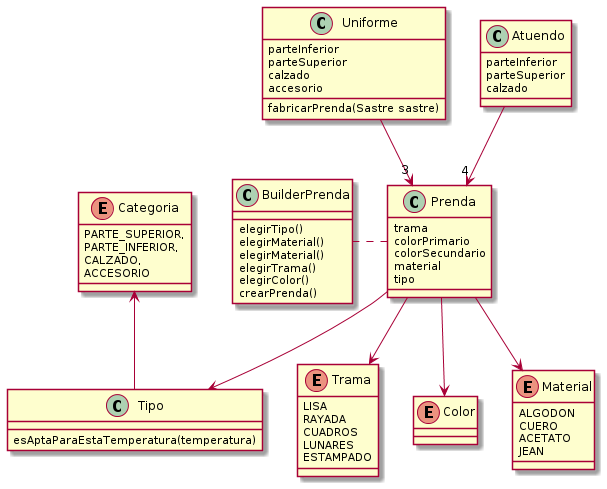 C Uniforme
parteInferior
parteSuperior
calzado
accesorio
fabricarPrenda(Sastre sastre)
C Atuendo
parteInferior
parteSuperior
calzado
3
4
E Categoria
PARTE_SUPERIOR,
PARTE_INFERIOR,
CALZADO,
ACCESORIO
C BuilderPrenda
elegirTipo()
elegirMaterial()
elegirMaterial()
elegirTrama()
elegirColor()
crearPrenda()
C Prenda
trama
colorPrimario
colorSecundario
material
tipo
C Tipo
esAptaParaEstaTemperatura(temperatura)
E Trama
LISA
RAYADA
CUADROS
LUNARES
ESTAMPADO
E Color
E Material
ALGODON
CUERO
ACETATO
JEAN